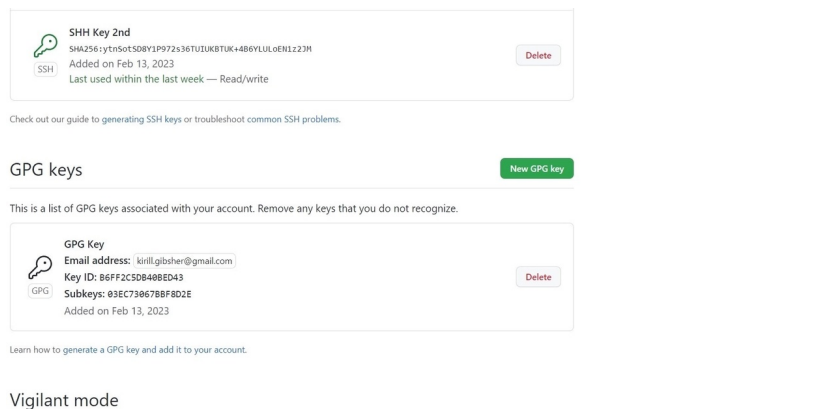 SHH Key 2nd
SHA256:ytnSotSD8Y1P972s36TUIUKBTUK+4B6YLULoEN1z2JM
SSH
Added on Feb 13, 2023
Last used within the last week — Read/write
Delete
Check out our guide to generating SSH keys or troubleshoot common SSH problems.
GPG keys
New GPG key
This is a list of GPG keys associated with your account. Remove any keys that you do not recognize.
GPG Key
Email address: kirill.gibsher@gmail.com
Key ID: B6FF2C5DB40BED43
GPG
Subkeys: 03EC73067BBF8D2E
Added on Feb 13, 2023
Delete
Learn how to generate a GPG key and add it to your account.
Vigilant mode